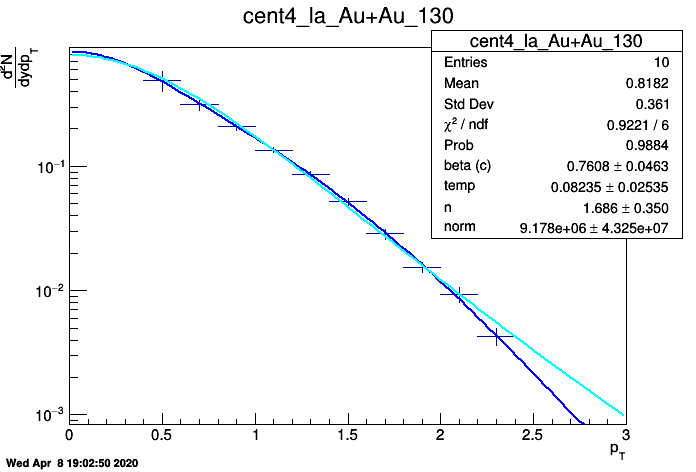 cent4_la_Au+Au_130
d²N
dydp_T
cent4_la_Au+Au_130
Entries 10
Mean 0.8182
Std Dev 0.361
χ² / ndf 0.9221 / 6
Prob 0.9884
beta (c) 0.7608 ± 0.0463
temp 0.08235 ± 0.02535
n 1.686 ± 0.350
norm 9.178e+06 ± 4.325e+07
10⁻¹
10⁻²
10⁻³
0 0.5 1 1.5 2 2.5 3
p_T
Wed Apr 8 19:02:50 2020